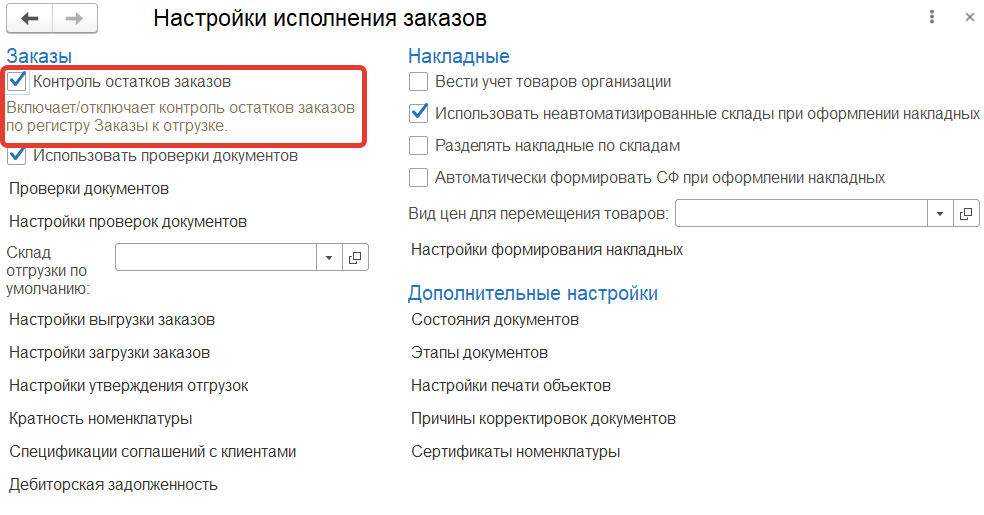 Настройки исполнения заказов
Заказы
Контроль остатков заказов
Включает/отключает контроль остатков заказов
по регистру Заказы к отгрузке.
Использовать проверки документов
Проверки документов
Настройки проверок документов
Склад
отгрузки по
умолчанию:
Настройки выгрузки заказов
Настройки загрузки заказов
Настройки утверждения отгрузок
Кратность номенклатуры
Спецификации соглашений с клиентами
Дебиторская задолженность
Накладные
Вести учет товаров организации
Использовать неавтоматизированные склады при оформлении накладных
Разделять накладные по складам
Автоматически формировать СФ при оформлении накладных
Вид цен для перемещения товаров:
Настройки формирования накладных
Дополнительные настройки
Состояния документов
Этапы документов
Настройки печати объектов
Причины корректировок документов
Сертификаты номенклатуры